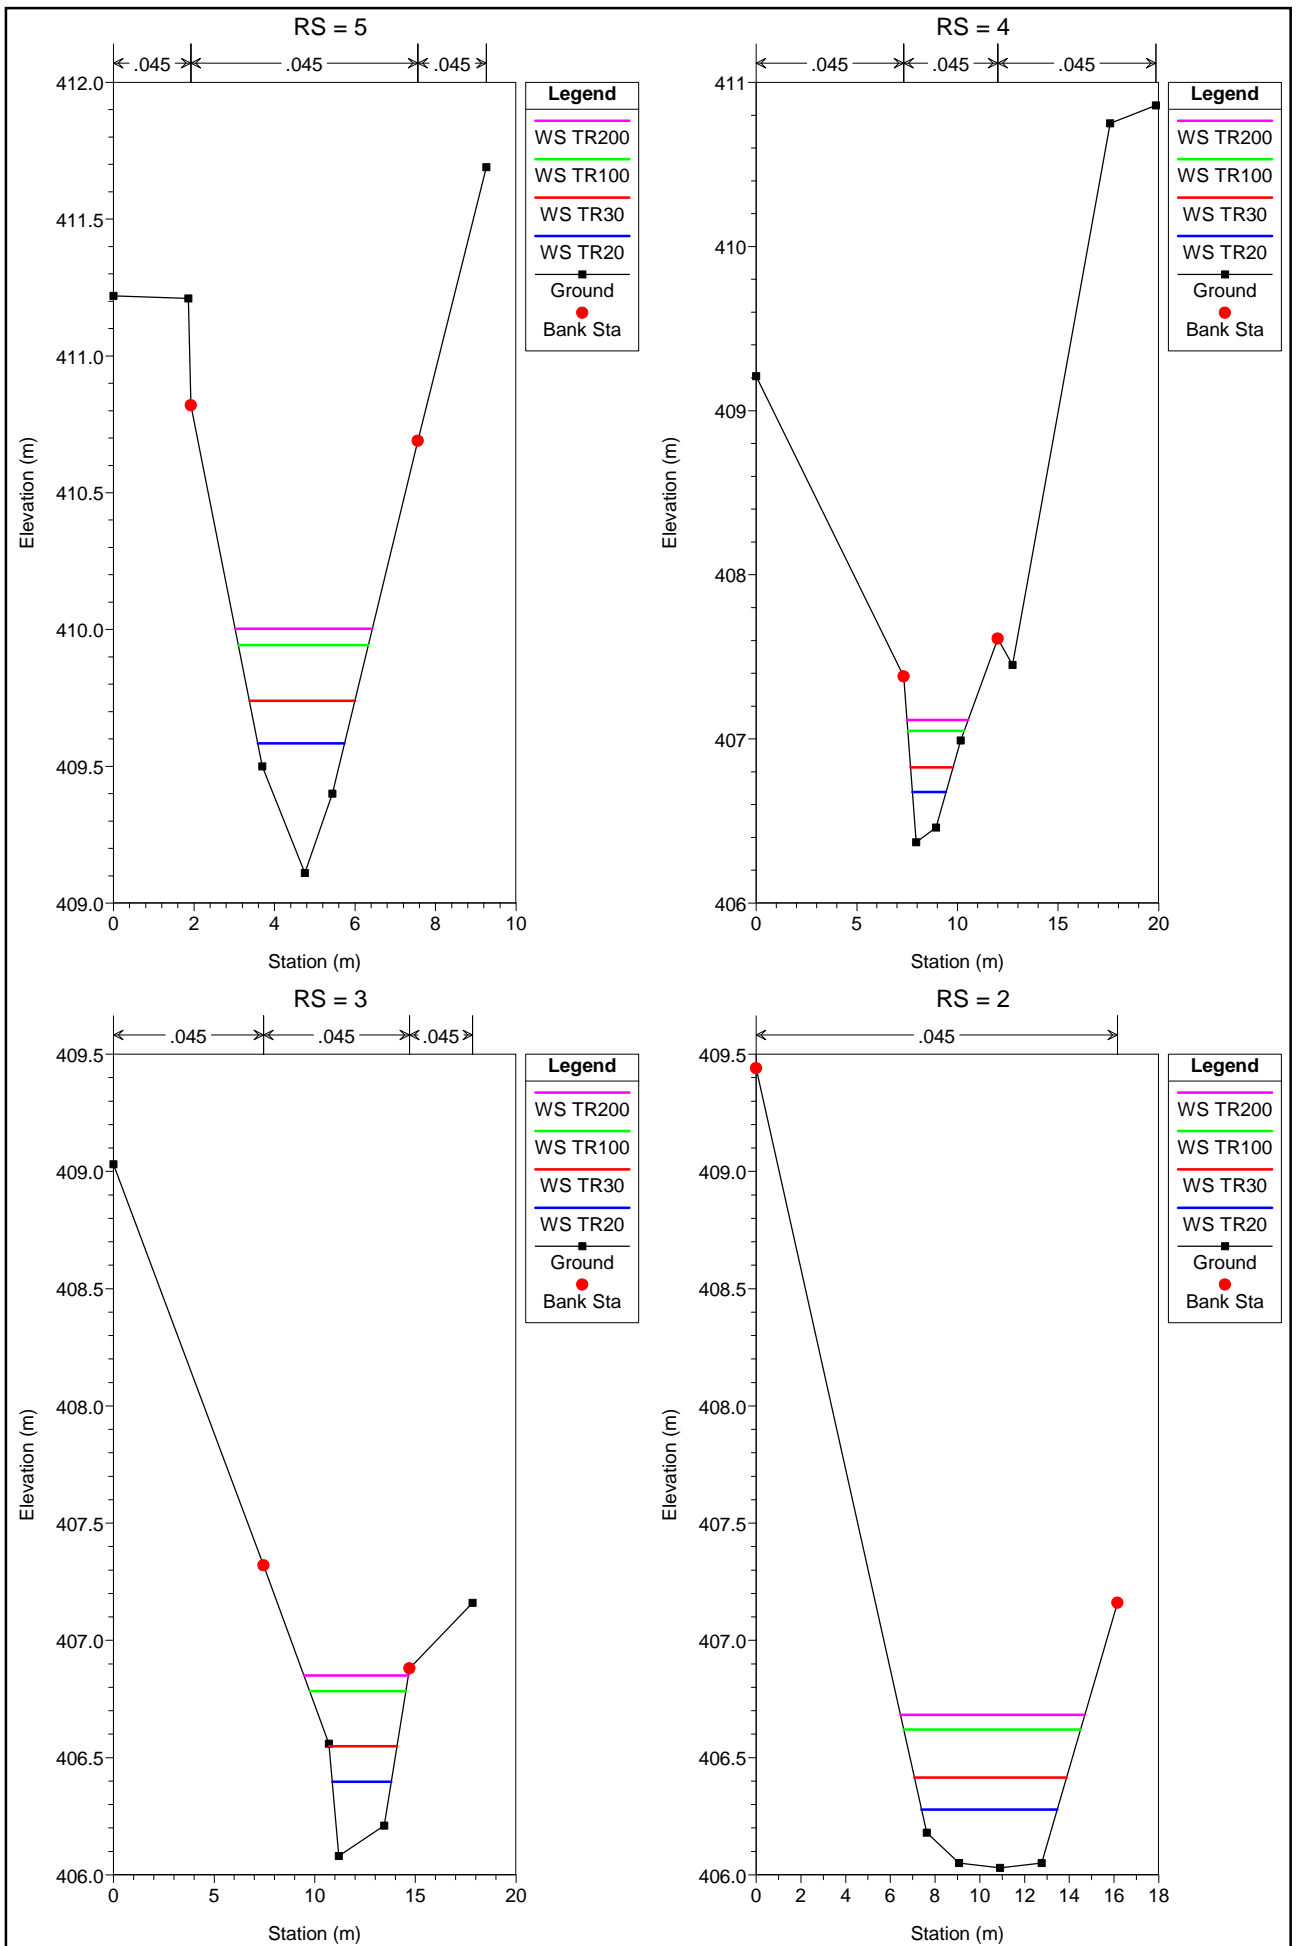 RS = 5
.045 .045 .045
412.0
411.5
411.0
410.5
410.0
409.5
409.0
Elevation (m)
0 2 4 6 8 10
Station (m)
Legend
WS TR200
WS TR100
WS TR30
WS TR20
Ground
Bank Sta
RS = 4
.045 .045 .045
411
410
409
408
407
406
Elevation (m)
0 5 10 15 20
Station (m)
Legend
WS TR200
WS TR100
WS TR30
WS TR20
Ground
Bank Sta
RS = 3
.045 .045 .045
409.5
409.0
408.5
408.0
407.5
407.0
406.5
406.0
Elevation (m)
0 5 10 15 20
Station (m)
Legend
WS TR200
WS TR100
WS TR30
WS TR20
Ground
Bank Sta
RS = 2
.045
409.5
409.0
408.5
408.0
407.5
407.0
406.5
406.0
Elevation (m)
0 2 4 6 8 10 12 14 16 18
Station (m)
Legend
WS TR200
WS TR100
WS TR30
WS TR20
Ground
Bank Sta